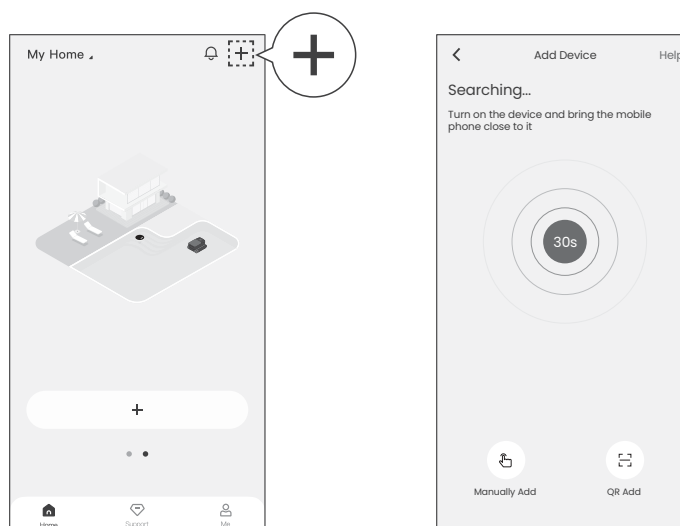 My Home
Home
Support
Me
Add Device
Help
Searching...
Turn on the device and bring the mobile
phone close to it
30s
Manually Add
QR Add